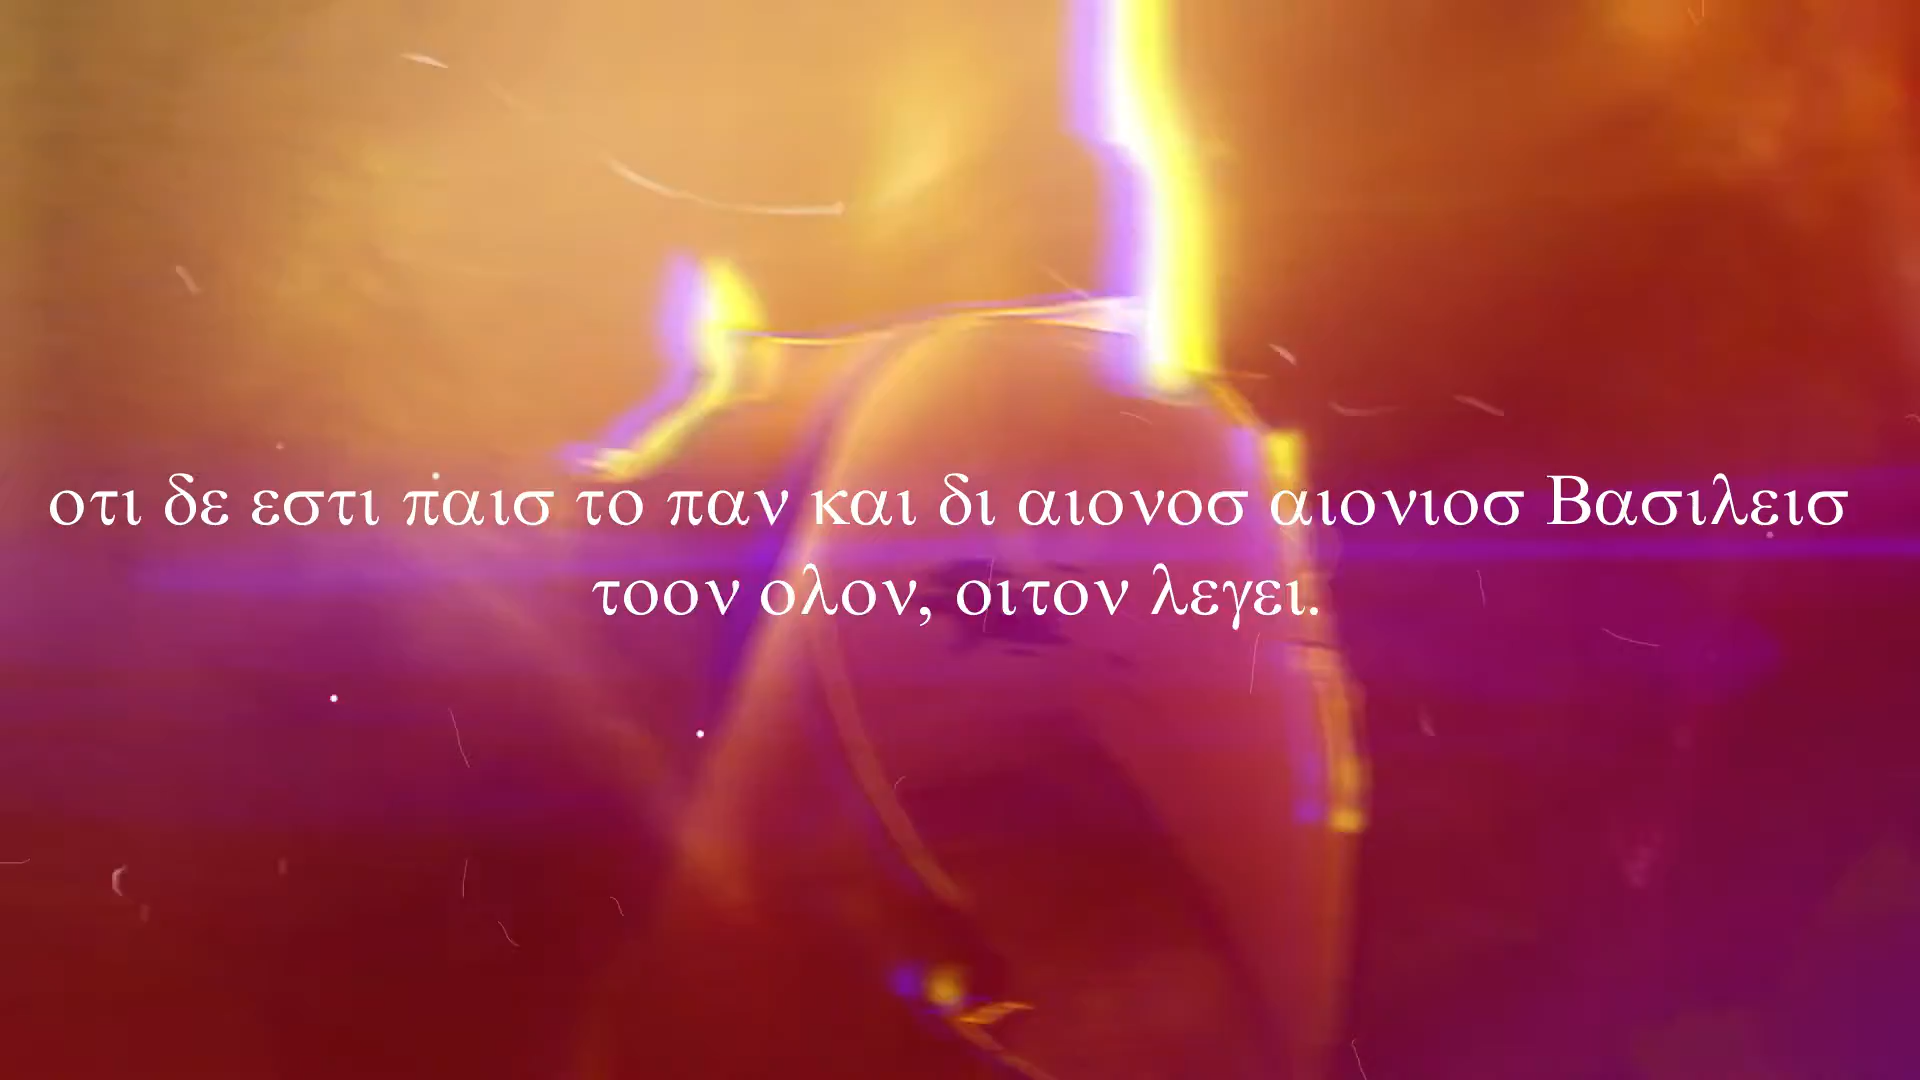 οτι δε εστι παισ το παν και δι αιονοσ αιονιοσ Βασιλεισ
τοον ολον, οιτον λεγει.